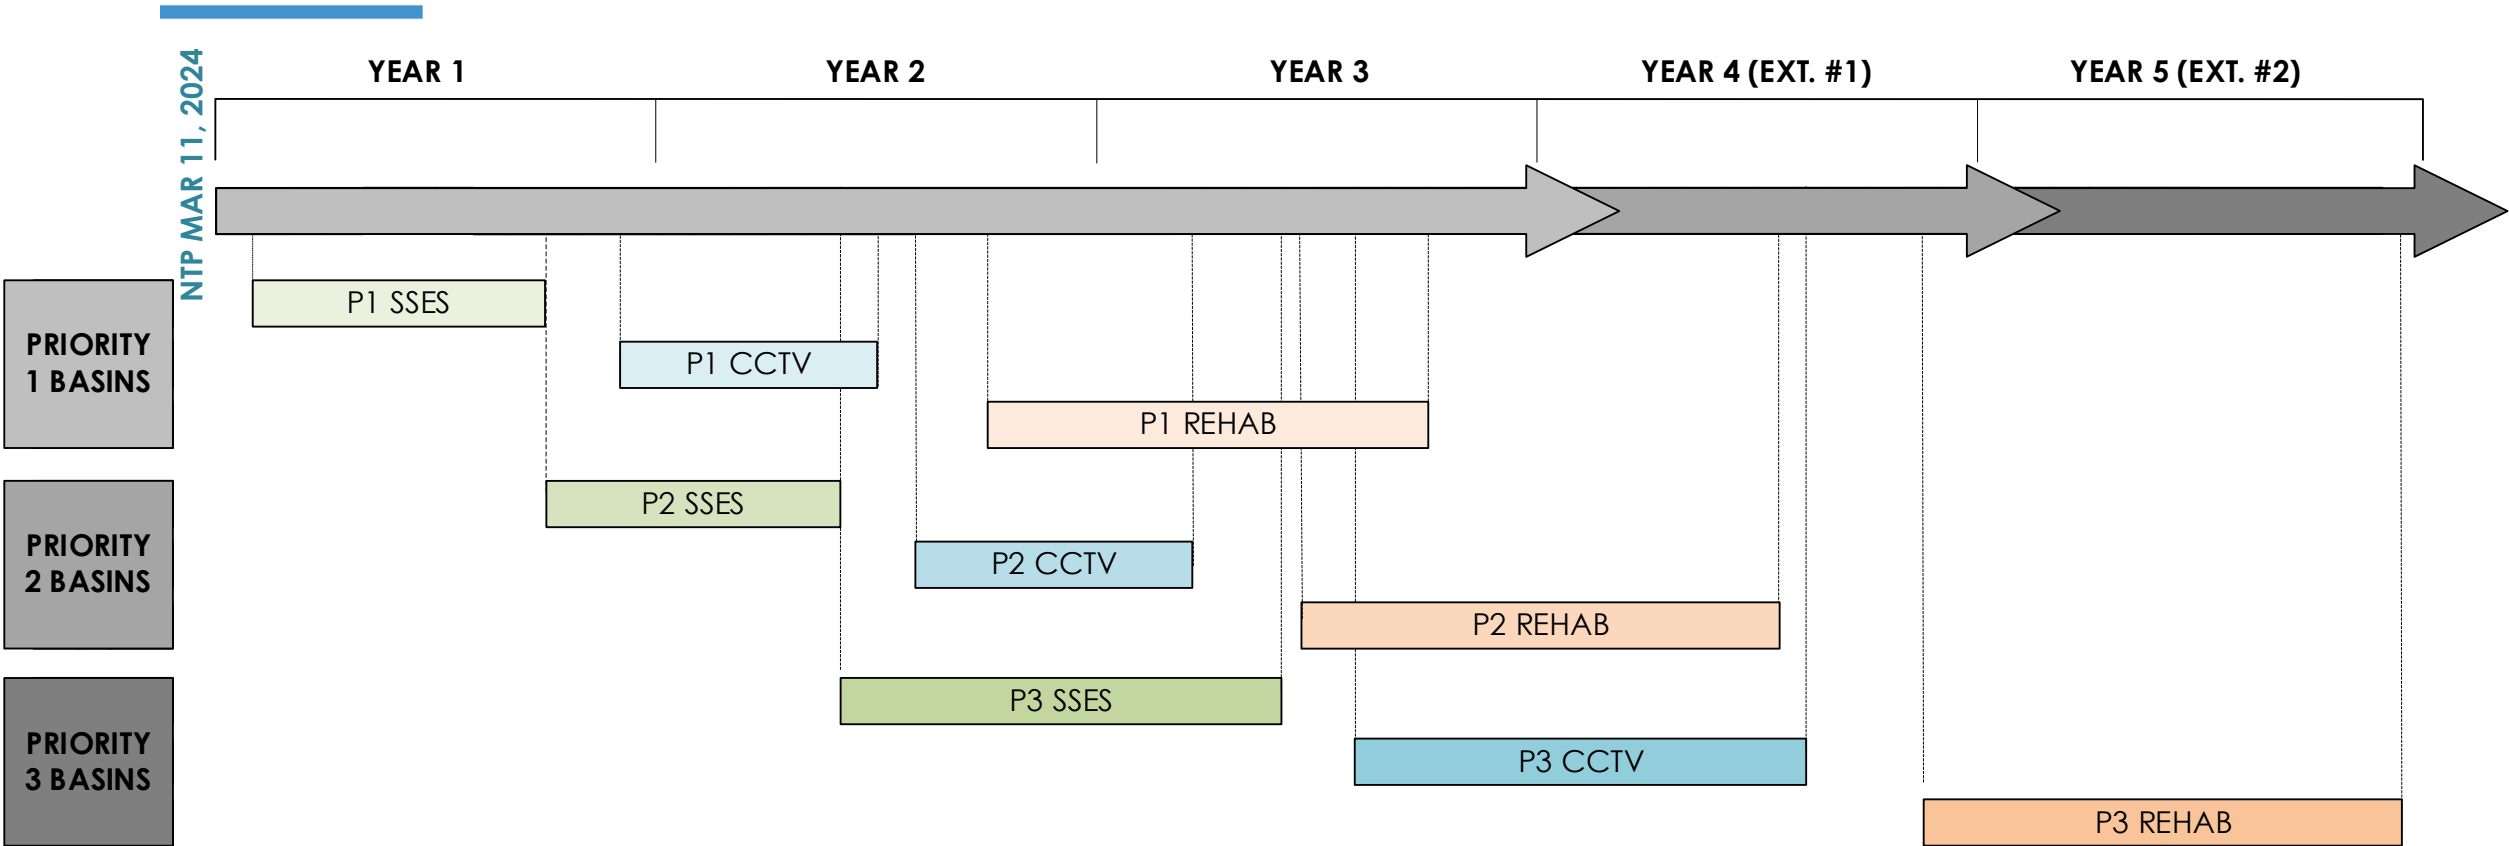 NTP MAR 11, 2024
YEAR 1
YEAR 2
YEAR 3
YEAR 4 (EXT. #1)
YEAR 5 (EXT. #2)
PRIORITY
1 BASINS
P1 SSES
P1 CCTV
P1 REHAB
PRIORITY
2 BASINS
P2 SSES
P2 CCTV
P2 REHAB
PRIORITY
3 BASINS
P3 SSES
P3 CCTV
P3 REHAB